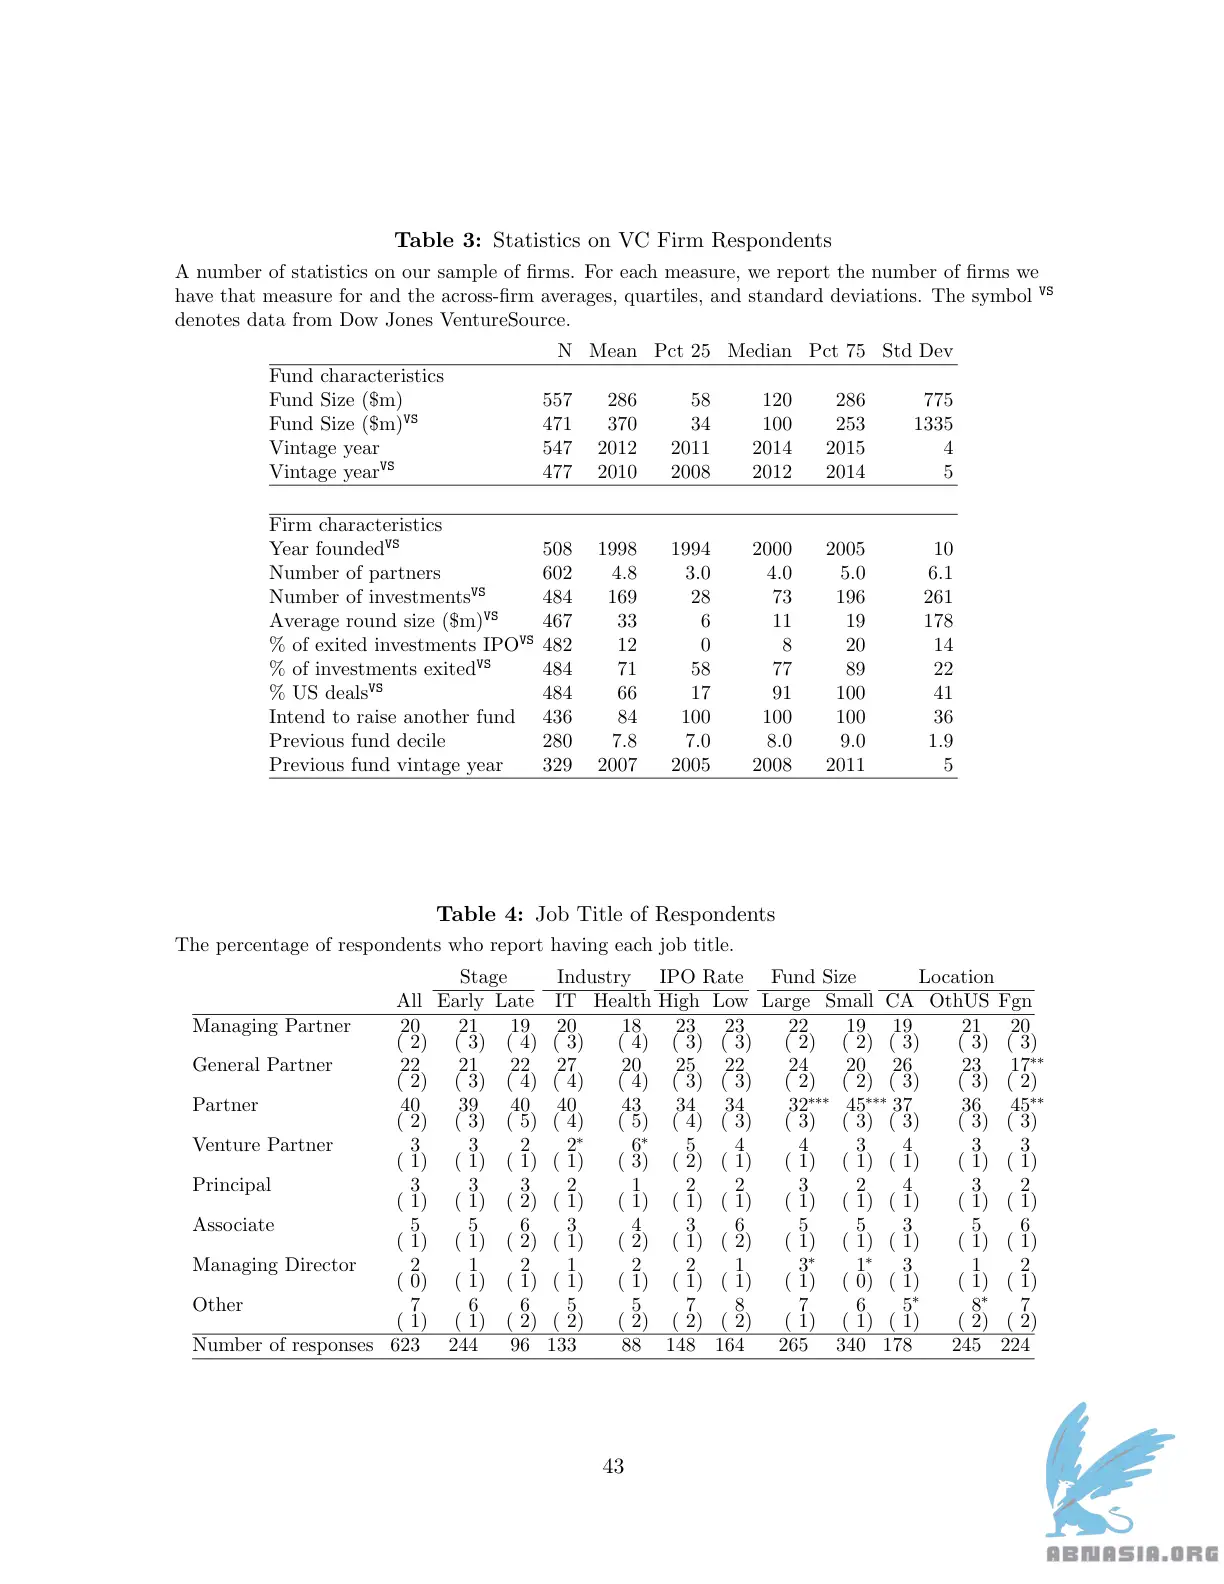 Table 3: Statistics on VC Firm Respondents
A number of statistics on our sample of firms. For each measure, we report the number of firms we
have that measure for and the across-firm averages, quartiles, and standard deviations. The symbol VS
denotes data from Dow Jones VentureSource.
N Mean Pct 25 Median Pct 75 Std Dev
Fund characteristics
Fund Size ($m) 557 286 58 120 286 775
Fund Size ($m)VS 471 370 34 100 253 1335
Vintage year 547 2012 2011 2014 2015 4
Vintage yearVS 477 2010 2008 2012 2014 5
Firm characteristics
Year foundedVS 508 1998 1994 2000 2005 10
Number of partners 602 4.8 3.0 4.0 5.0 6.1
Number of investmentsVS 484 169 28 73 196 261
Average round size ($m)VS 467 33 6 11 19 178
% of exited investments IPOVS 482 12 0 8 20 14
% of investments exitedVS 484 71 58 77 89 22
% US dealsVS 484 66 17 91 100 41
Intend to raise another fund 436 84 100 100 100 36
Previous fund decile 280 7.8 7.0 8.0 9.0 1.9
Previous fund vintage year 329 2007 2005 2008 2011 5
Table 4: Job Title of Respondents
The percentage of respondents who report having each job title.
Stage Industry IPO Rate Fund Size Location
All Early Late IT Health High Low Large Small CA OthUS Fgn
Managing Partner 20 21 19 20 18 23 23 22 19 19 21 20
( 2) ( 3) ( 4) ( 3) ( 4) ( 3) ( 3) ( 2) ( 2) ( 3) ( 3) ( 3)
General Partner 22 21 22 27 20 25 22 24 20 26 23 17**
( 2) ( 3) ( 4) ( 4) ( 4) ( 3) ( 3) ( 2) ( 2) ( 3) ( 3) ( 2)
Partner 40 39 40 40 43 34 34 32*** 45*** 37 36 45**
( 2) ( 3) ( 5) ( 4) ( 5) ( 4) ( 3) ( 3) ( 3) ( 3) ( 3) ( 3)
Venture Partner 3 3 2 2* 6* 5 4 4 3 4 3 3
( 1) ( 1) ( 1) ( 1) ( 3) ( 2) ( 1) ( 1) ( 1) ( 1) ( 1) ( 1)
Principal 3 3 3 2 1 2 2 3 2 4 3 2
( 1) ( 1) ( 2) ( 1) ( 1) ( 1) ( 1) ( 1) ( 1) ( 1) ( 1) ( 1)
Associate 5 5 6 3 4 3 6 5 5 3 5 6
( 1) ( 1) ( 2) ( 1) ( 2) ( 1) ( 2) ( 1) ( 1) ( 1) ( 1) ( 1)
Managing Director 2 1 2 1 2 2 1 3* 1* 3 1 2
( 0) ( 1) ( 1) ( 1) ( 1) ( 1) ( 1) ( 1) ( 0) ( 1) ( 1) ( 1)
Other 7 6 6 5 5 7 8 7 6 5* 8* 7
( 1) ( 1) ( 2) ( 2) ( 2) ( 2) ( 2) ( 1) ( 1) ( 1) ( 2) ( 2)
Number of responses 623 244 96 133 88 148 164 265 340 178 245 224
43
ABNASIA.ORG